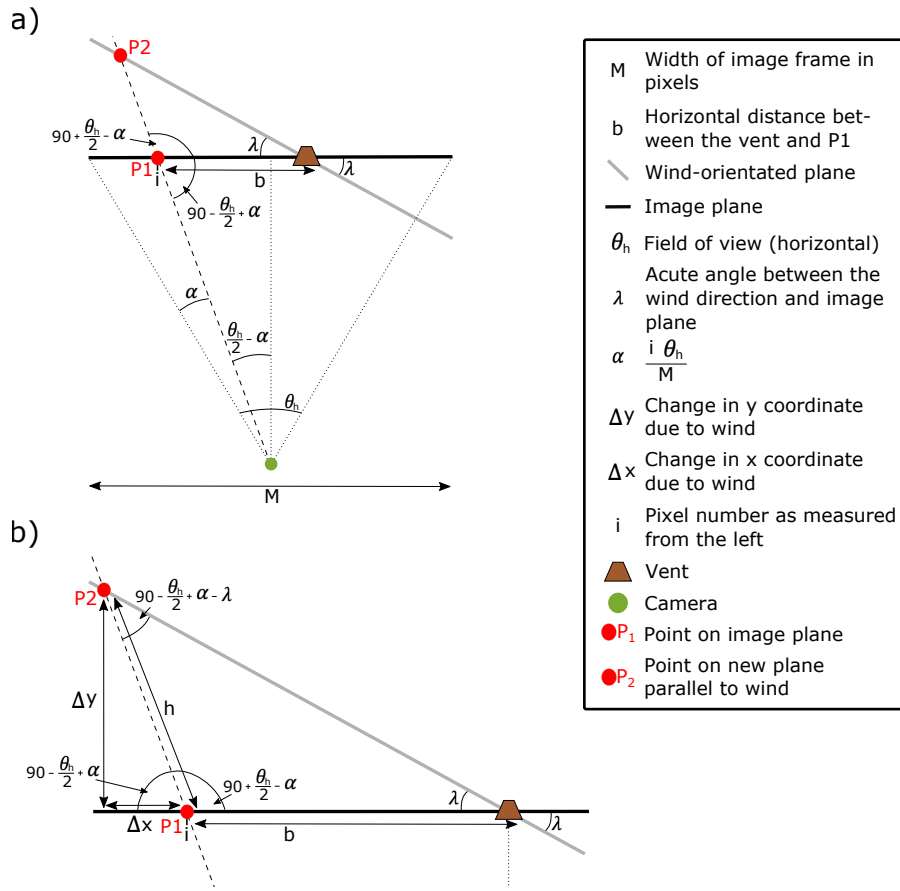 a)
P2
90 + θh/2 - α
λ
P1
i
b
λ
90 - θh/2 + α
α
θh/2 - α
θh
M
b)
P2
90 - θh/2 + α - λ
Δy
h
90 - θh/2 + α
90 + θh/2 - α
λ
Δx
P1
i
b
λ
M Width of image frame in
pixels
b Horizontal distance bet-
ween the vent and P1
Wind-orientated plane
Image plane
θh Field of view (horizontal)
λ Acute angle between the
wind direction and image
plane
α i θh/M
Δy Change in y coordinate
due to wind
Δx Change in x coordinate
due to wind
i Pixel number as measured
from the left
Vent
Camera
P1 Point on image plane
P2 Point on new plane
parallel to wind